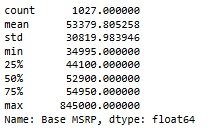 count      1027.000000
mean      53379.805258
std       30819.983946
min       34995.000000
25%       44100.000000
50%       52900.000000
75%       54950.000000
max      845000.000000
Name: Base MSRP, dtype: float64